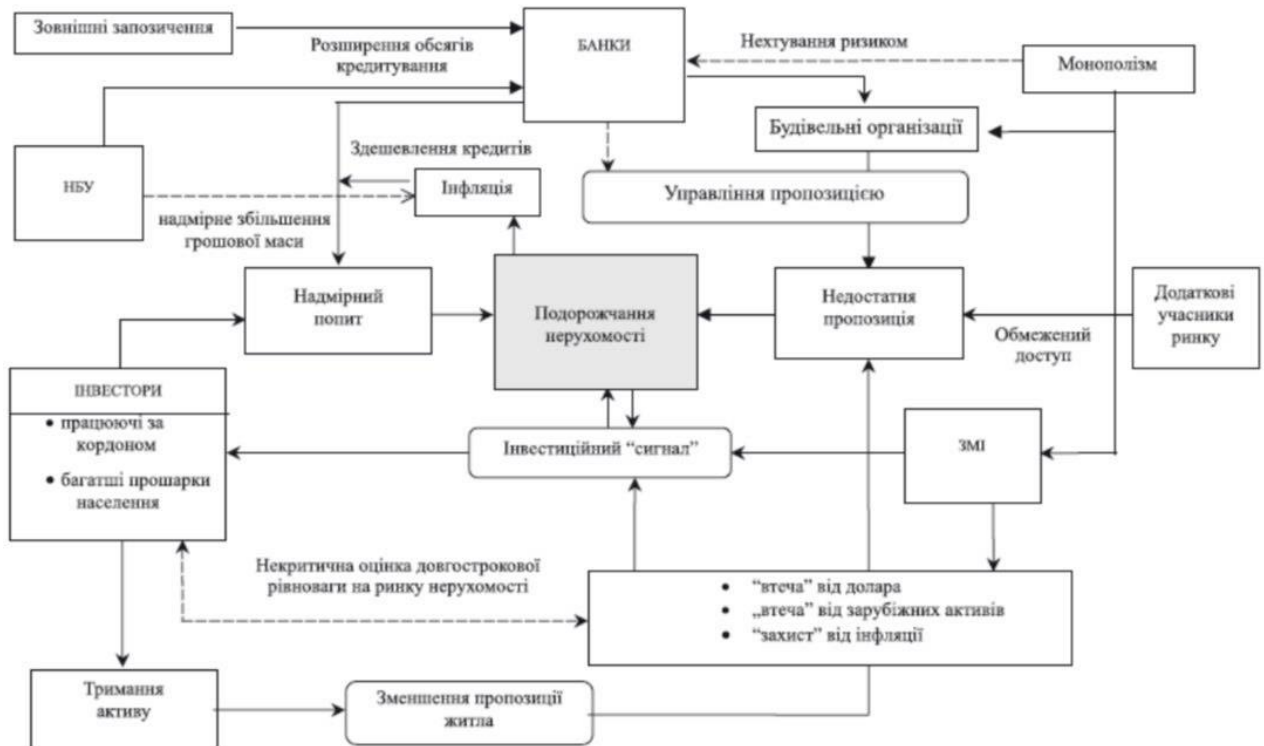 Зовнішні запозичення
Розширення обсягів
кредитування
БАНКИ
Нехтування ризиком
Монополізм
Будівельні організації
НБУ
Здешевлення кредитів
Інфляція
Управління пропозицією
надмірне збільшення
грошової маси
Надмірний
попит
Подорожчання
нерухомості
Недостатня
пропозиція
Обмежений
доступ
Додаткові
учасники
ринку
ІНВЕСТОРИ
• працюючі за
кордоном
• багатші прошарки
населення
Інвестиційний “сигнал”
ЗМІ
Некритична оцінка довгострокової
рівноваги на ринку нерухомості
• “втеча” від долара
• „втеча” від зарубіжних активів
• “захист” від інфляції
Тримання
активу
Зменшення пропозиції
житла